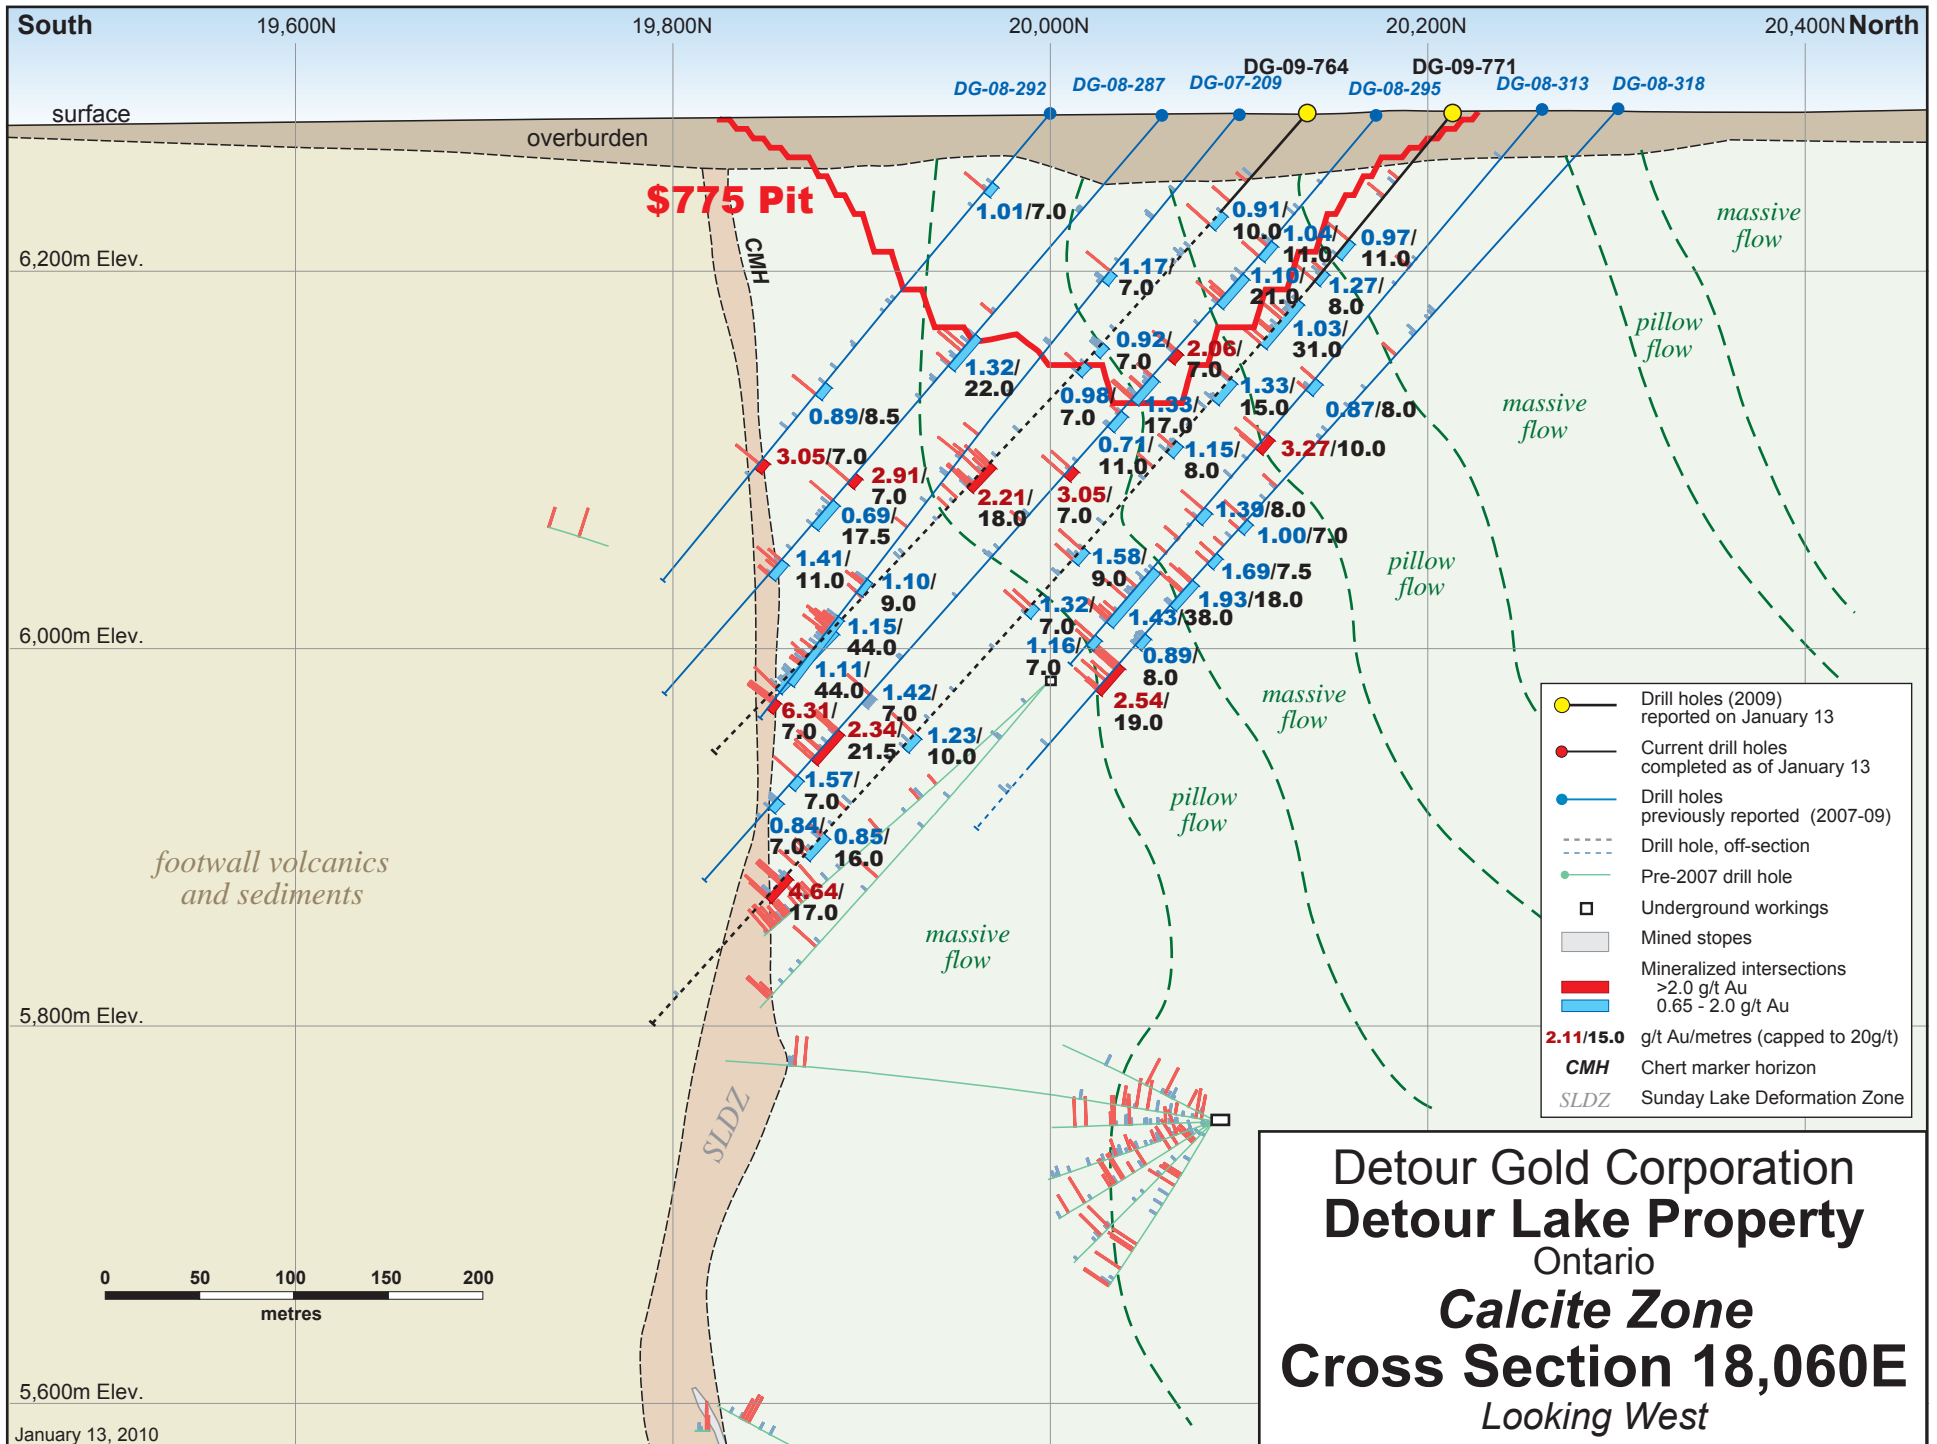 South
19,600N
19,800N
20,000N
20,200N
20,400N
North
DG-09-764
DG-09-771
DG-08-292
DG-08-287
DG-07-209
DG-08-295
DG-08-313
DG-08-318
surface
overburden
$775 Pit
CMH
1.01/7.0
0.91/
10.0
1.04/
11.0
0.97/
11.0
massive
flow
6,200m Elev.
1.17/
7.0
1.10/
21.0
1.27/
8.0
1.03/
31.0
pillow
flow
0.92/
7.0
2.06/
7.0
1.32/
22.0
0.98/
7.0
1.33/
17.0
1.33/
15.0
0.87/8.0
massive
flow
0.89/8.5
0.71/
11.0
1.15/
8.0
3.27/10.0
3.05/7.0
2.91/
7.0
2.21/
18.0
3.05/
7.0
0.69/
17.5
1.39/8.0
1.00/7.0
1.41/
11.0
1.10/
9.0
1.58/
9.0
1.69/7.5
1.93/18.0
pillow
flow
1.32/
7.0
1.43/38.0
6,000m Elev.
1.15/
44.0
1.16/
7.0
0.89/
8.0
1.11/
44.0
1.42/
7.0
2.54/
19.0
massive
flow
6.31/
7.0
2.34/
21.5
1.23/
10.0
1.57/
7.0
pillow
flow
0.84/
7.0
0.85/
16.0
footwall volcanics
and sediments
4.64/
17.0
massive
flow
5,800m Elev.
SLDZ
Drill holes (2009)
reported on January 13
Current drill holes
completed as of January 13
Drill holes
previously reported (2007-09)
Drill hole, off-section
Pre-2007 drill hole
Underground workings
Mined stopes
Mineralized intersections
>2.0 g/t Au
0.65 - 2.0 g/t Au
2.11/15.0 g/t Au/metres (capped to 20g/t)
CMH Chert marker horizon
SLDZ Sunday Lake Deformation Zone
0 50 100 150 200
metres
5,600m Elev.
January 13, 2010
Detour Gold Corporation
Detour Lake Property
Ontario
Calcite Zone
Cross Section 18,060E
Looking West